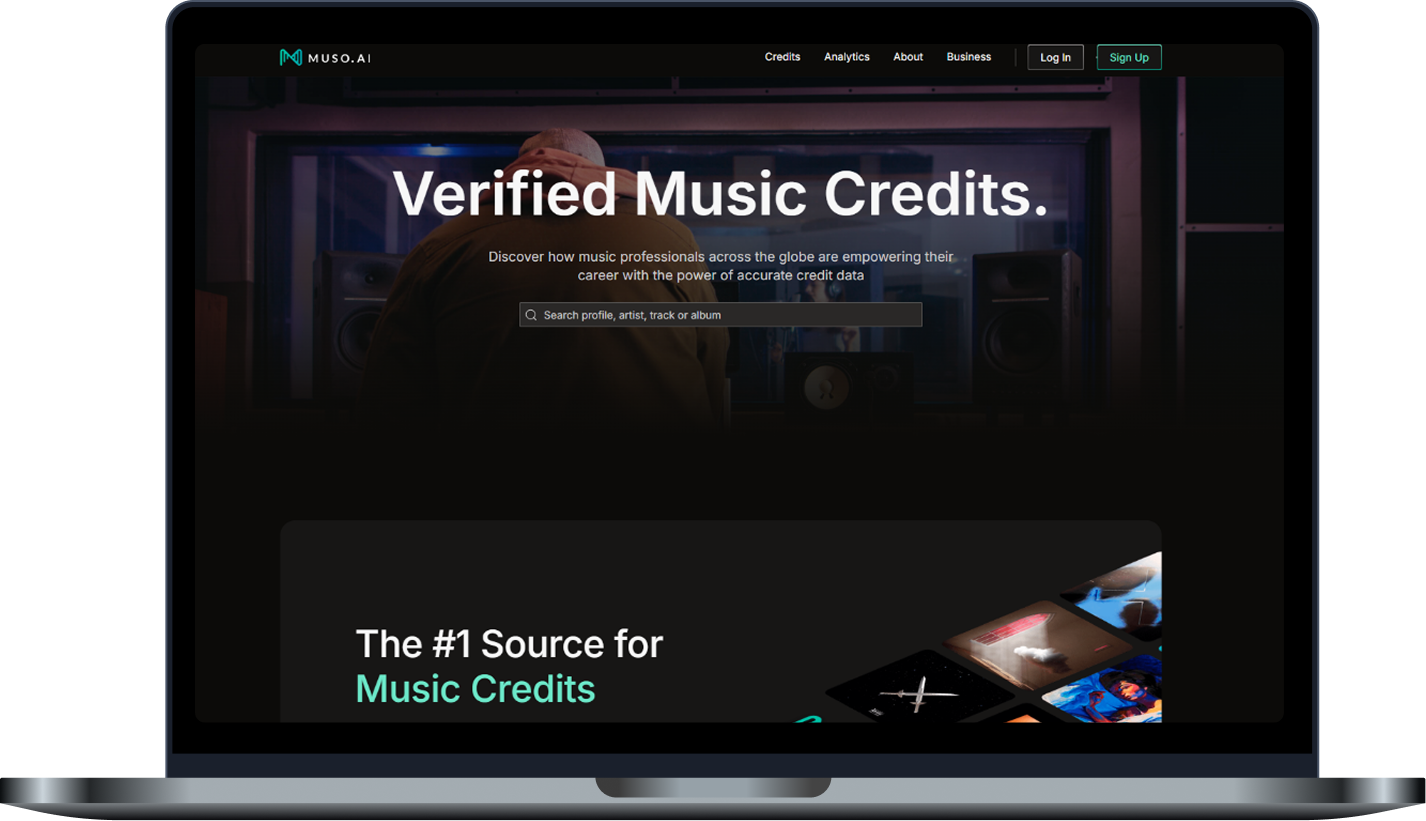 MUSO.AI
Credits Analytics About Business Log In Sign Up
Verified Music Credits.
Discover how music professionals across the globe are empowering their
career with the power of accurate credit data
Search profile, artist, track or album
The #1 Source for
Music Credits